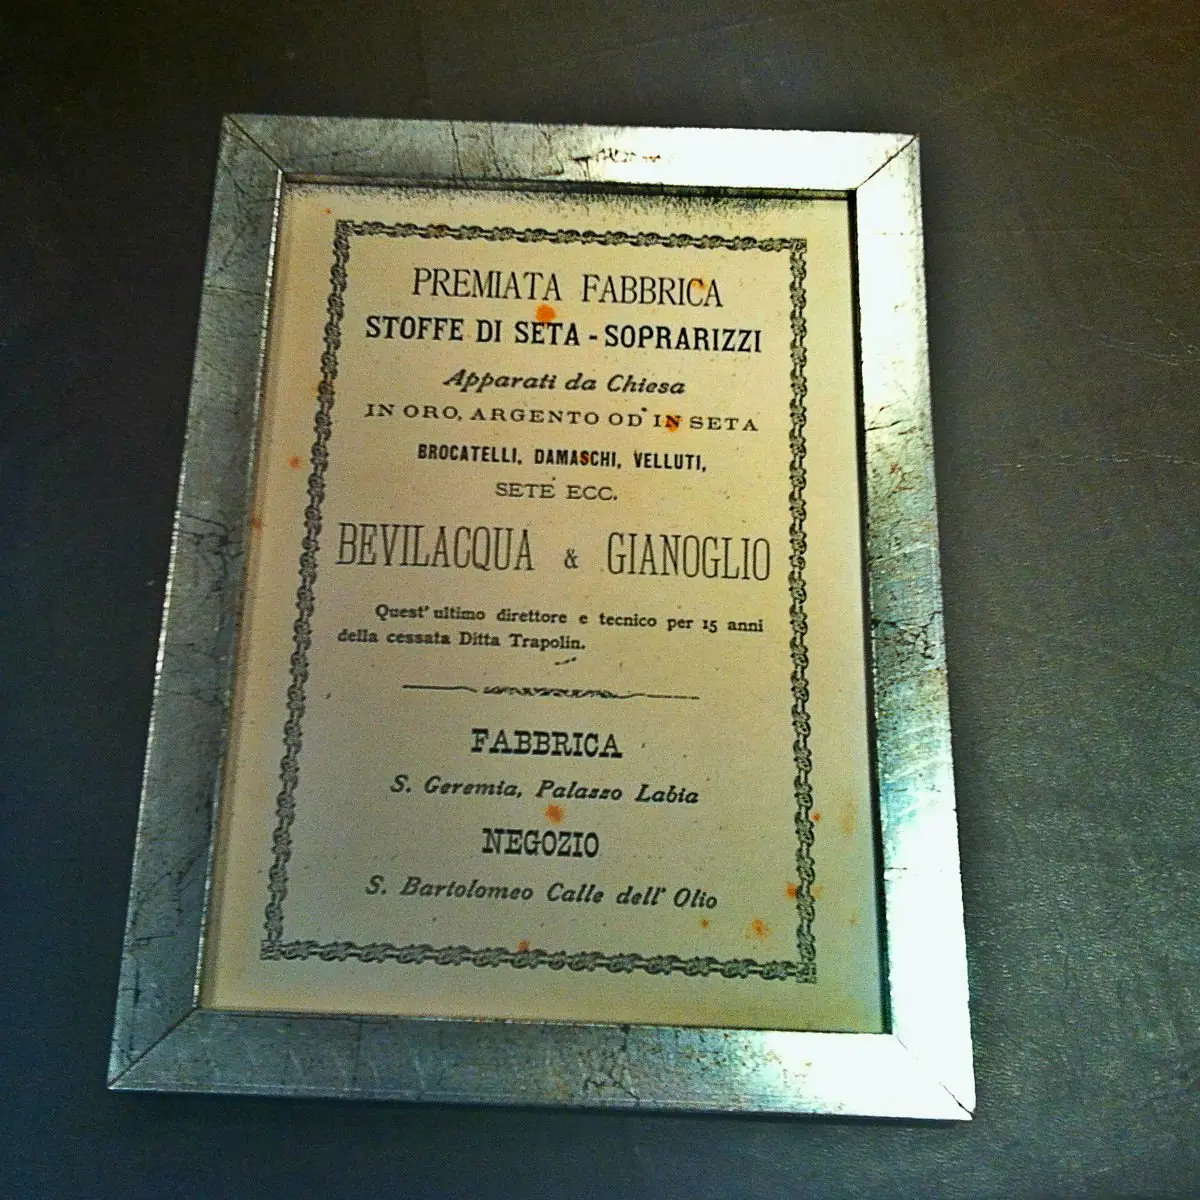 PREMIATA FABBRICA
STOFFE DI SETA - SOPRARIZZI
Apparati da Chiesa
IN ORO, ARGENTO OD IN SETA
BROCATELLI, DAMASCHI, VELLUTI,
SETE ECC.
BEVILACQUA & GIANOGLIO
Quest' ultimo direttore e tecnico per 15 anni
della cessata Ditta Trapolin.
FABBRICA
S. Geremia, Palazzo Labia
NEGOZIO
S. Bartolomeo Calle dell' Olio